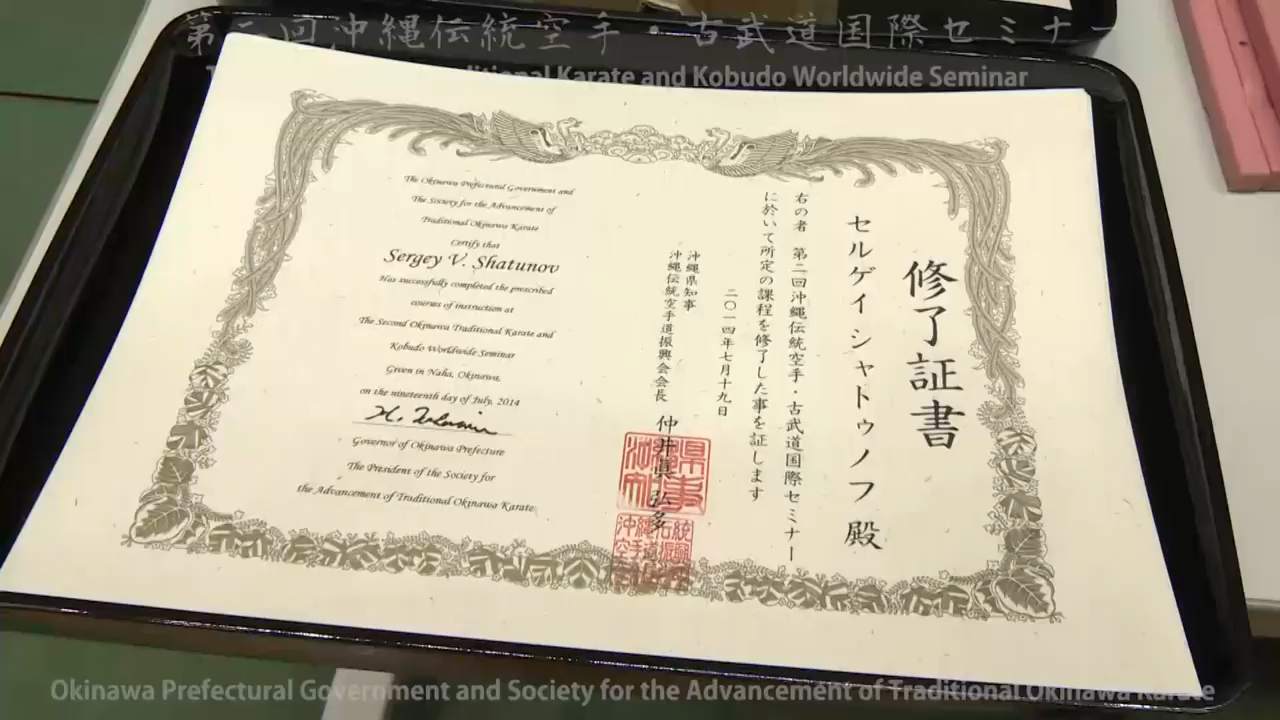 第二回沖縄伝統空手・古武道国際セミナー
Traditional Karate and Kobudo Worldwide Seminar
The Okinawa Prefectural Government and
The Society for the Advancement of
Traditional Okinawa Karate
Certify that
Sergey V. Shatunov
Has successfully completed the prescribed
courses of instruction at
The Second Okinawa Traditional Karate and
Kobudo Worldwide Seminar
Given in Naha, Okinawa,
on the nineteenth day of July, 2014
Governor of Okinawa Prefecture
The President of the Society for
the Advancement of Traditional Okinawa Karate
修了証書
セルゲイ シャトゥノフ 殿
右の者 第二回沖縄伝統空手・古武道国際セミナー
に於いて所定の課程を修了した事を証します
二〇一四年七月十九日
沖縄県知事
沖縄伝統空手道振興会会長 仲井眞弘多
Okinawa Prefectural Government and Society for the Advancement of Traditional Okinawa Karate